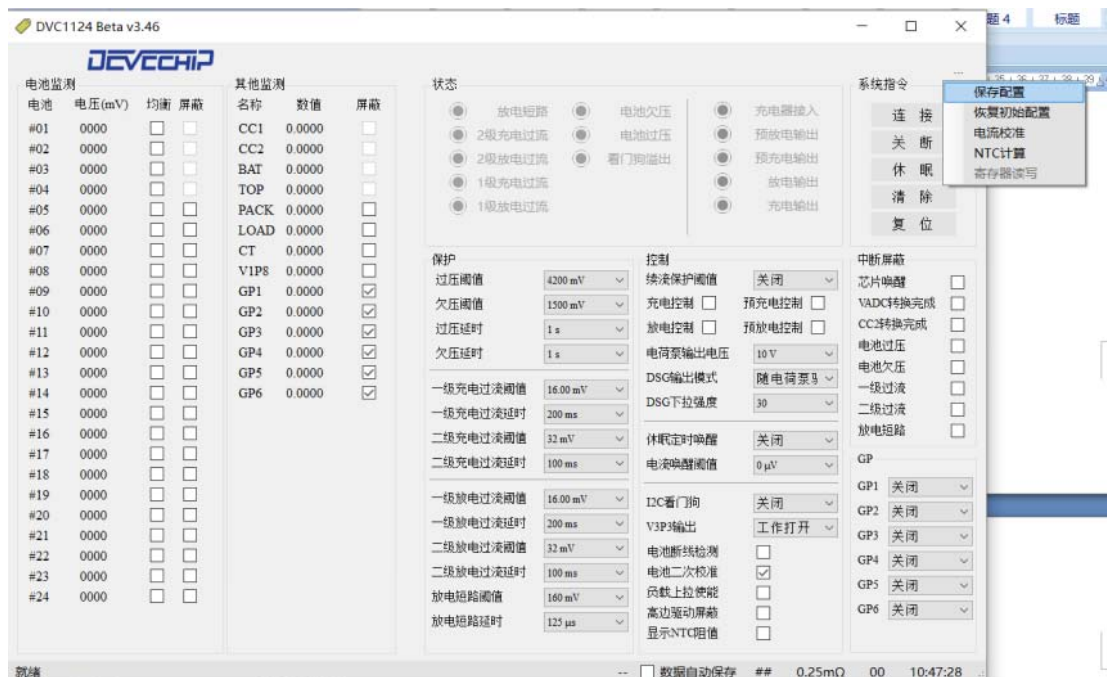 DVC1124 Beta v3.46
题 4 标题
DEVECHIP
电池监测
电池 电压(mV) 均衡 屏蔽
#01 0000
#02 0000
#03 0000
#04 0000
#05 0000
#06 0000
#07 0000
#08 0000
#09 0000
#10 0000
#11 0000
#12 0000
#13 0000
#14 0000
#15 0000
#16 0000
#17 0000
#18 0000
#19 0000
#20 0000
#21 0000
#22 0000
#23 0000
#24 0000
其他监测
名称 数值 屏蔽
CC1 0.0000
CC2 0.0000
BAT 0.0000
TOP 0.0000
PACK 0.0000
LOAD 0.0000
CT 0.0000
V1P8 0.0000
GP1 0.0000
GP2 0.0000
GP3 0.0000
GP4 0.0000
GP5 0.0000
GP6 0.0000
状态
放电短路 电池欠压 充电器接入
2级充电过流 电池过压 预放电输出
2级放电过流 看门狗溢出 预充电输出
1级充电过流 放电输出
1级放电过流 充电输出
系统指令 ...
连 接
关 断
休 眠
清 除
复 位
保存配置
恢复初始配置
电流校准
NTC计算
寄存器读写
35 36 37 38 39
保护
过压阈值 4200 mV
欠压阈值 1500 mV
过压延时 1 s
欠压延时 1 s
一级充电过流阈值 16.00 mV
一级充电过流延时 200 ms
二级充电过流阈值 32 mV
二级充电过流延时 100 ms
一级放电过流阈值 16.00 mV
一级放电过流延时 200 ms
二级放电过流阈值 32 mV
二级放电过流延时 100 ms
放电短路阈值 160 mV
放电短路延时 125 μs
控制
续流保护阈值 关闭
充电控制 预充电控制
放电控制 预放电控制
电荷泵输出电压 10 V
DSG输出模式 随电荷泵
DSG下拉强度 30
休眠定时唤醒 关闭
电流唤醒阈值 0 μV
I2C看门狗 关闭
V3P3输出 工作打开
电池断线检测
电池二次校准
负载上拉使能
高边驱动屏蔽
显示NTC阻值
中断屏蔽
芯片唤醒
VADC转换完成
CC2转换完成
电池过压
电池欠压
一级过流
二级过流
放电短路
GP
GP1 关闭
GP2 关闭
GP3 关闭
GP4 关闭
GP5 关闭
GP6 关闭
就绪 -- 数据自动保存 ## 0.25mΩ 00 10:47:28